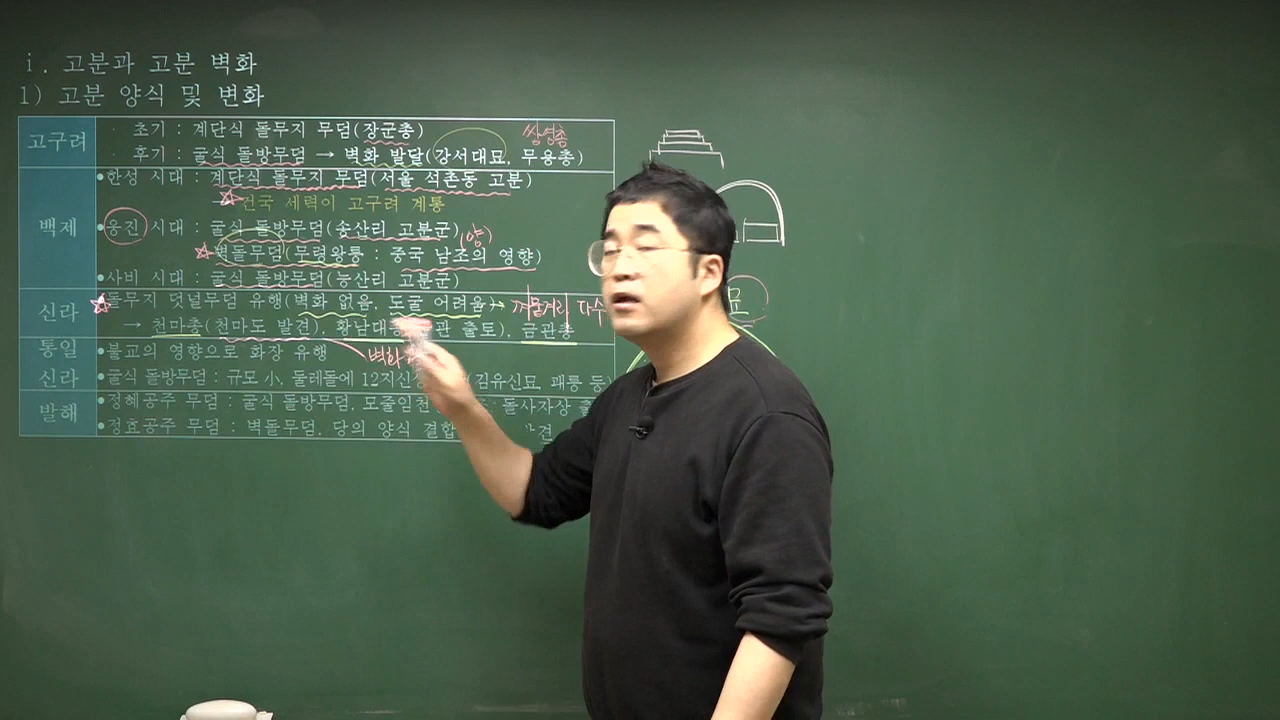 i. 고분과 고분 벽화
1) 고분 양식 및 변화
고구려
· 초기 : 계단식 돌무지 무덤(장군총)
쌍영총
· 후기 : 굴식 돌방무덤 → 벽화 발달(강서대묘, 무용총)
백제
•한성 시대 : 계단식 돌무지 무덤(서울 석촌동 고분)
건국 세력이 고구려 계통
•웅진 시대 : 굴식 돌방무덤(송산리 고분군)
(양)
벽돌무덤(무령왕릉 : 중국 남조의 영향)
•사비 시대 : 굴식 돌방무덤(능산리 고분군)
신라
돌무지 덧널무덤 유행(벽화 없음, 도굴 어려움) → 껴묻거리 다수
→ 천마총(천마도 발견), 황남대총 출토), 금관총
벽화
통일 신라
•불교의 영향으로 화장 유행
•굴식 돌방무덤 : 규모 小, 둘레돌에 12지신 (김유신묘 괘릉 등)
발해
•정혜공주 무덤 : 굴식 돌방무덤, 모줄임천 돌사자상
•정효공주 무덤 : 벽돌무덤, 당의 양식 결합